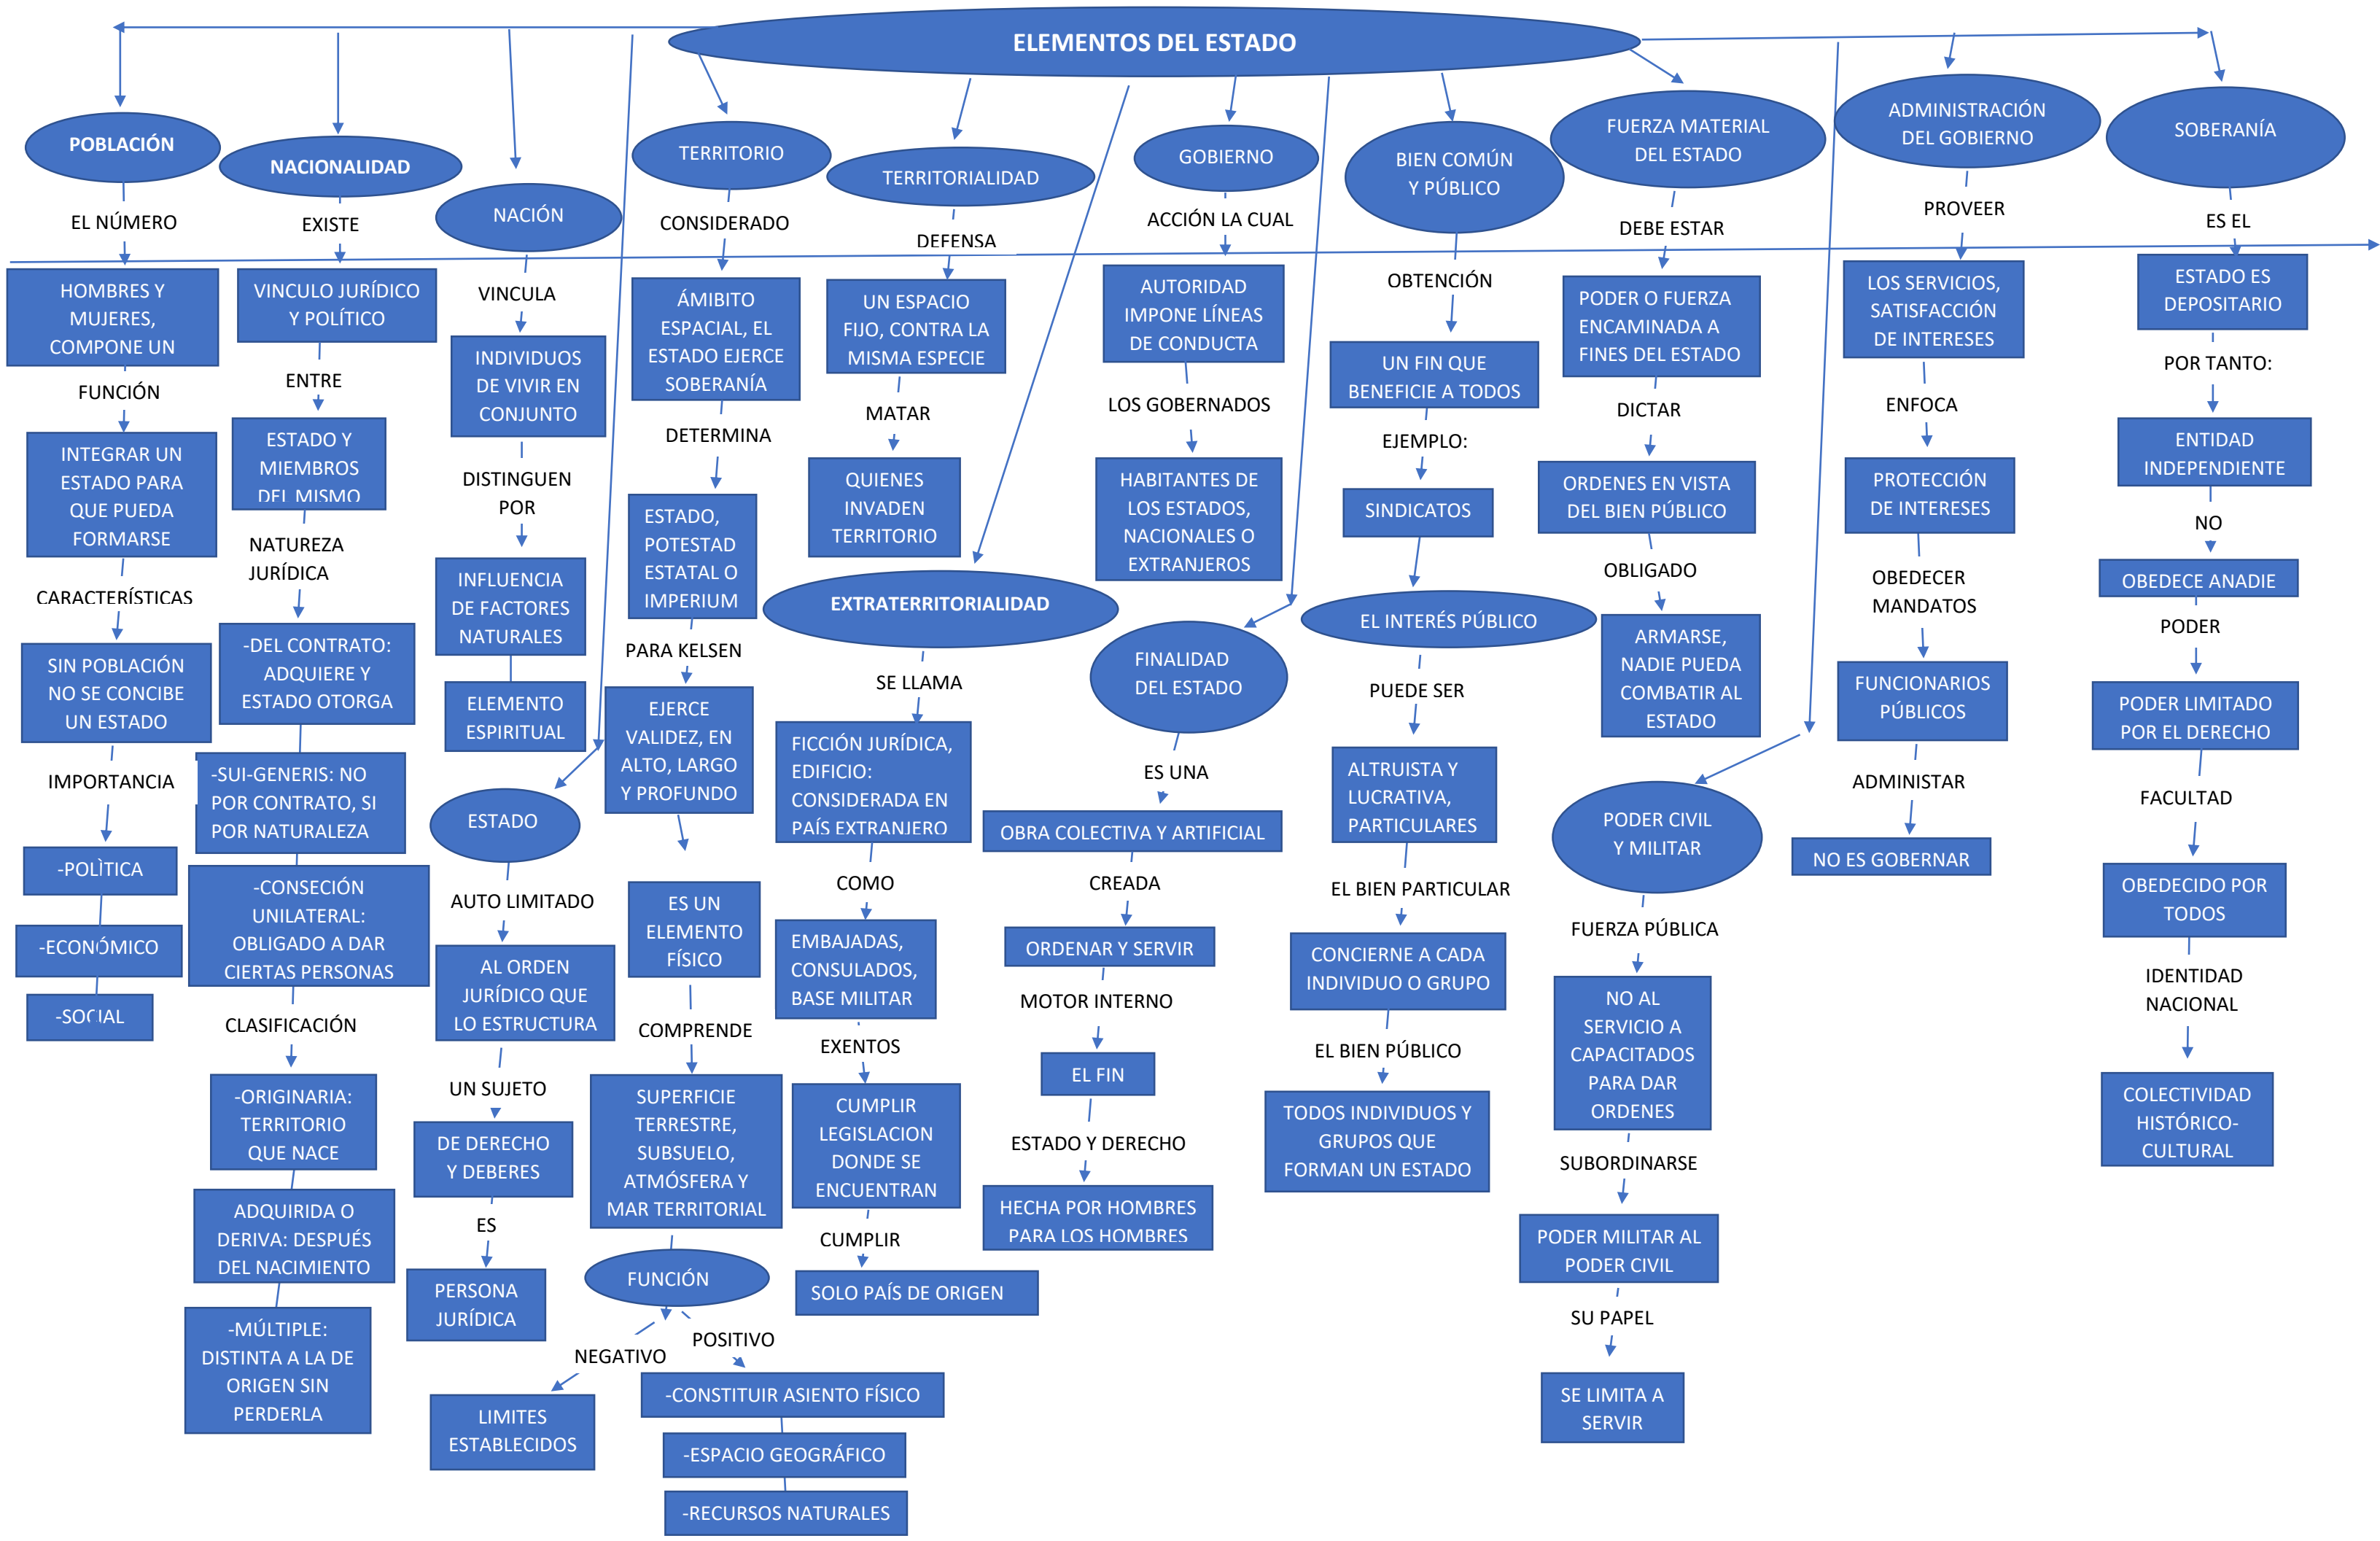 ELEMENTOS DEL ESTADO
POBLACIÓN
EL NÚMERO
HOMBRES Y
MUJERES,
COMPONE UN
FUNCIÓN
INTEGRAR UN
ESTADO PARA
QUE PUEDA
FORMARSE
CARACTERÍSTICAS
SIN POBLACIÓN
NO SE CONCIBE
UN ESTADO
IMPORTANCIA
-POLÌTICA
-ECONÓMICO
-SOCIAL
NACIONALIDAD
EXISTE
VINCULO JURÍDICO
Y POLÍTICO
ENTRE
ESTADO Y
MIEMBROS
DEL MISMO
NATUREZA
JURÍDICA
-DEL CONTRATO:
ADQUIERE Y
ESTADO OTORGA
-SUI-GENERIS: NO
POR CONTRATO, SI
POR NATURALEZA
-CONSECIÓN
UNILATERAL:
OBLIGADO A DAR
CIERTAS PERSONAS
CLASIFICACIÓN
-ORIGINARIA:
TERRITORIO
QUE NACE
ADQUIRIDA O
DERIVA: DESPUÉS
DEL NACIMIENTO
-MÚLTIPLE:
DISTINTA A LA DE
ORIGEN SIN
PERDERLA
NACIÓN
VINCULA
INDIVIDUOS
DE VIVIR EN
CONJUNTO
DISTINGUEN
POR
INFLUENCIA
DE FACTORES
NATURALES
ELEMENTO
ESPIRITUAL
ESTADO
AUTO LIMITADO
AL ORDEN
JURÍDICO QUE
LO ESTRUCTURA
UN SUJETO
DE DERECHO
Y DEBERES
ES
PERSONA
JURÍDICA
TERRITORIO
CONSIDERADO
ÁMIBITO
ESPACIAL, EL
ESTADO EJERCE
SOBERANÍA
DETERMINA
ESTADO,
POTESTAD
ESTATAL O
IMPERIUM
PARA KELSEN
EJERCE
VALIDEZ, EN
ALTO, LARGO
Y PROFUNDO
ES UN
ELEMENTO
FÍSICO
COMPRENDE
SUPERFICIE
TERRESTRE,
SUBSUELO,
ATMÓSFERA Y
MAR TERRITORIAL
FUNCIÓN
NEGATIVO
LIMITES
ESTABLECIDOS
POSITIVO
-CONSTITUIR ASIENTO FÍSICO
-ESPACIO GEOGRÁFICO
-RECURSOS NATURALES
TERRITORIALIDAD
DEFENSA
UN ESPACIO
FIJO, CONTRA LA
MISMA ESPECIE
MATAR
QUIENES
INVADEN
TERRITORIO
EXTRATERRITORIALIDAD
SE LLAMA
FICCIÓN JURÍDICA,
EDIFICIO:
CONSIDERADA EN
PAÍS EXTRANJERO
COMO
EMBAJADAS,
CONSULADOS,
BASE MILITAR
EXENTOS
CUMPLIR
LEGISLACION
DONDE SE
ENCUENTRAN
CUMPLIR
SOLO PAÍS DE ORIGEN
GOBIERNO
ACCIÓN LA CUAL
AUTORIDAD
IMPONE LÍNEAS
DE CONDUCTA
LOS GOBERNADOS
HABITANTES DE
LOS ESTADOS,
NACIONALES O
EXTRANJEROS
FINALIDAD
DEL ESTADO
ES UNA
OBRA COLECTIVA Y ARTIFICIAL
CREADA
ORDENAR Y SERVIR
MOTOR INTERNO
EL FIN
ESTADO Y DERECHO
HECHA POR HOMBRES
PARA LOS HOMBRES
BIEN COMÚN
Y PÚBLICO
OBTENCIÓN
UN FIN QUE
BENEFICIE A TODOS
EJEMPLO:
SINDICATOS
EL INTERÉS PÚBLICO
PUEDE SER
ALTRUISTA Y
LUCRATIVA,
PARTICULARES
EL BIEN PARTICULAR
CONCIERNE A CADA
INDIVIDUO O GRUPO
EL BIEN PÚBLICO
TODOS INDIVIDUOS Y
GRUPOS QUE
FORMAN UN ESTADO
FUERZA MATERIAL
DEL ESTADO
DEBE ESTAR
PODER O FUERZA
ENCAMINADA A
FINES DEL ESTADO
DICTAR
ORDENES EN VISTA
DEL BIEN PÚBLICO
OBLIGADO
ARMARSE,
NADIE PUEDA
COMBATIR AL
ESTADO
PODER CIVIL
Y MILITAR
FUERZA PÚBLICA
NO AL
SERVICIO A
CAPACITADOS
PARA DAR
ORDENES
SUBORDINARSE
PODER MILITAR AL
PODER CIVIL
SU PAPEL
SE LIMITA A
SERVIR
ADMINISTRACIÓN
DEL GOBIERNO
PROVEER
LOS SERVICIOS,
SATISFACCIÓN
DE INTERESES
ENFOCA
PROTECCIÓN
DE INTERESES
OBEDECER
MANDATOS
FUNCIONARIOS
PÚBLICOS
ADMINISTAR
NO ES GOBERNAR
SOBERANÍA
ES EL
ESTADO ES
DEPOSITARIO
POR TANTO:
ENTIDAD
INDEPENDIENTE
NO
OBEDECE ANADIE
PODER
PODER LIMITADO
POR EL DERECHO
FACULTAD
OBEDECIDO POR
TODOS
IDENTIDAD
NACIONAL
COLECTIVIDAD
HISTÓRICO-
CULTURAL